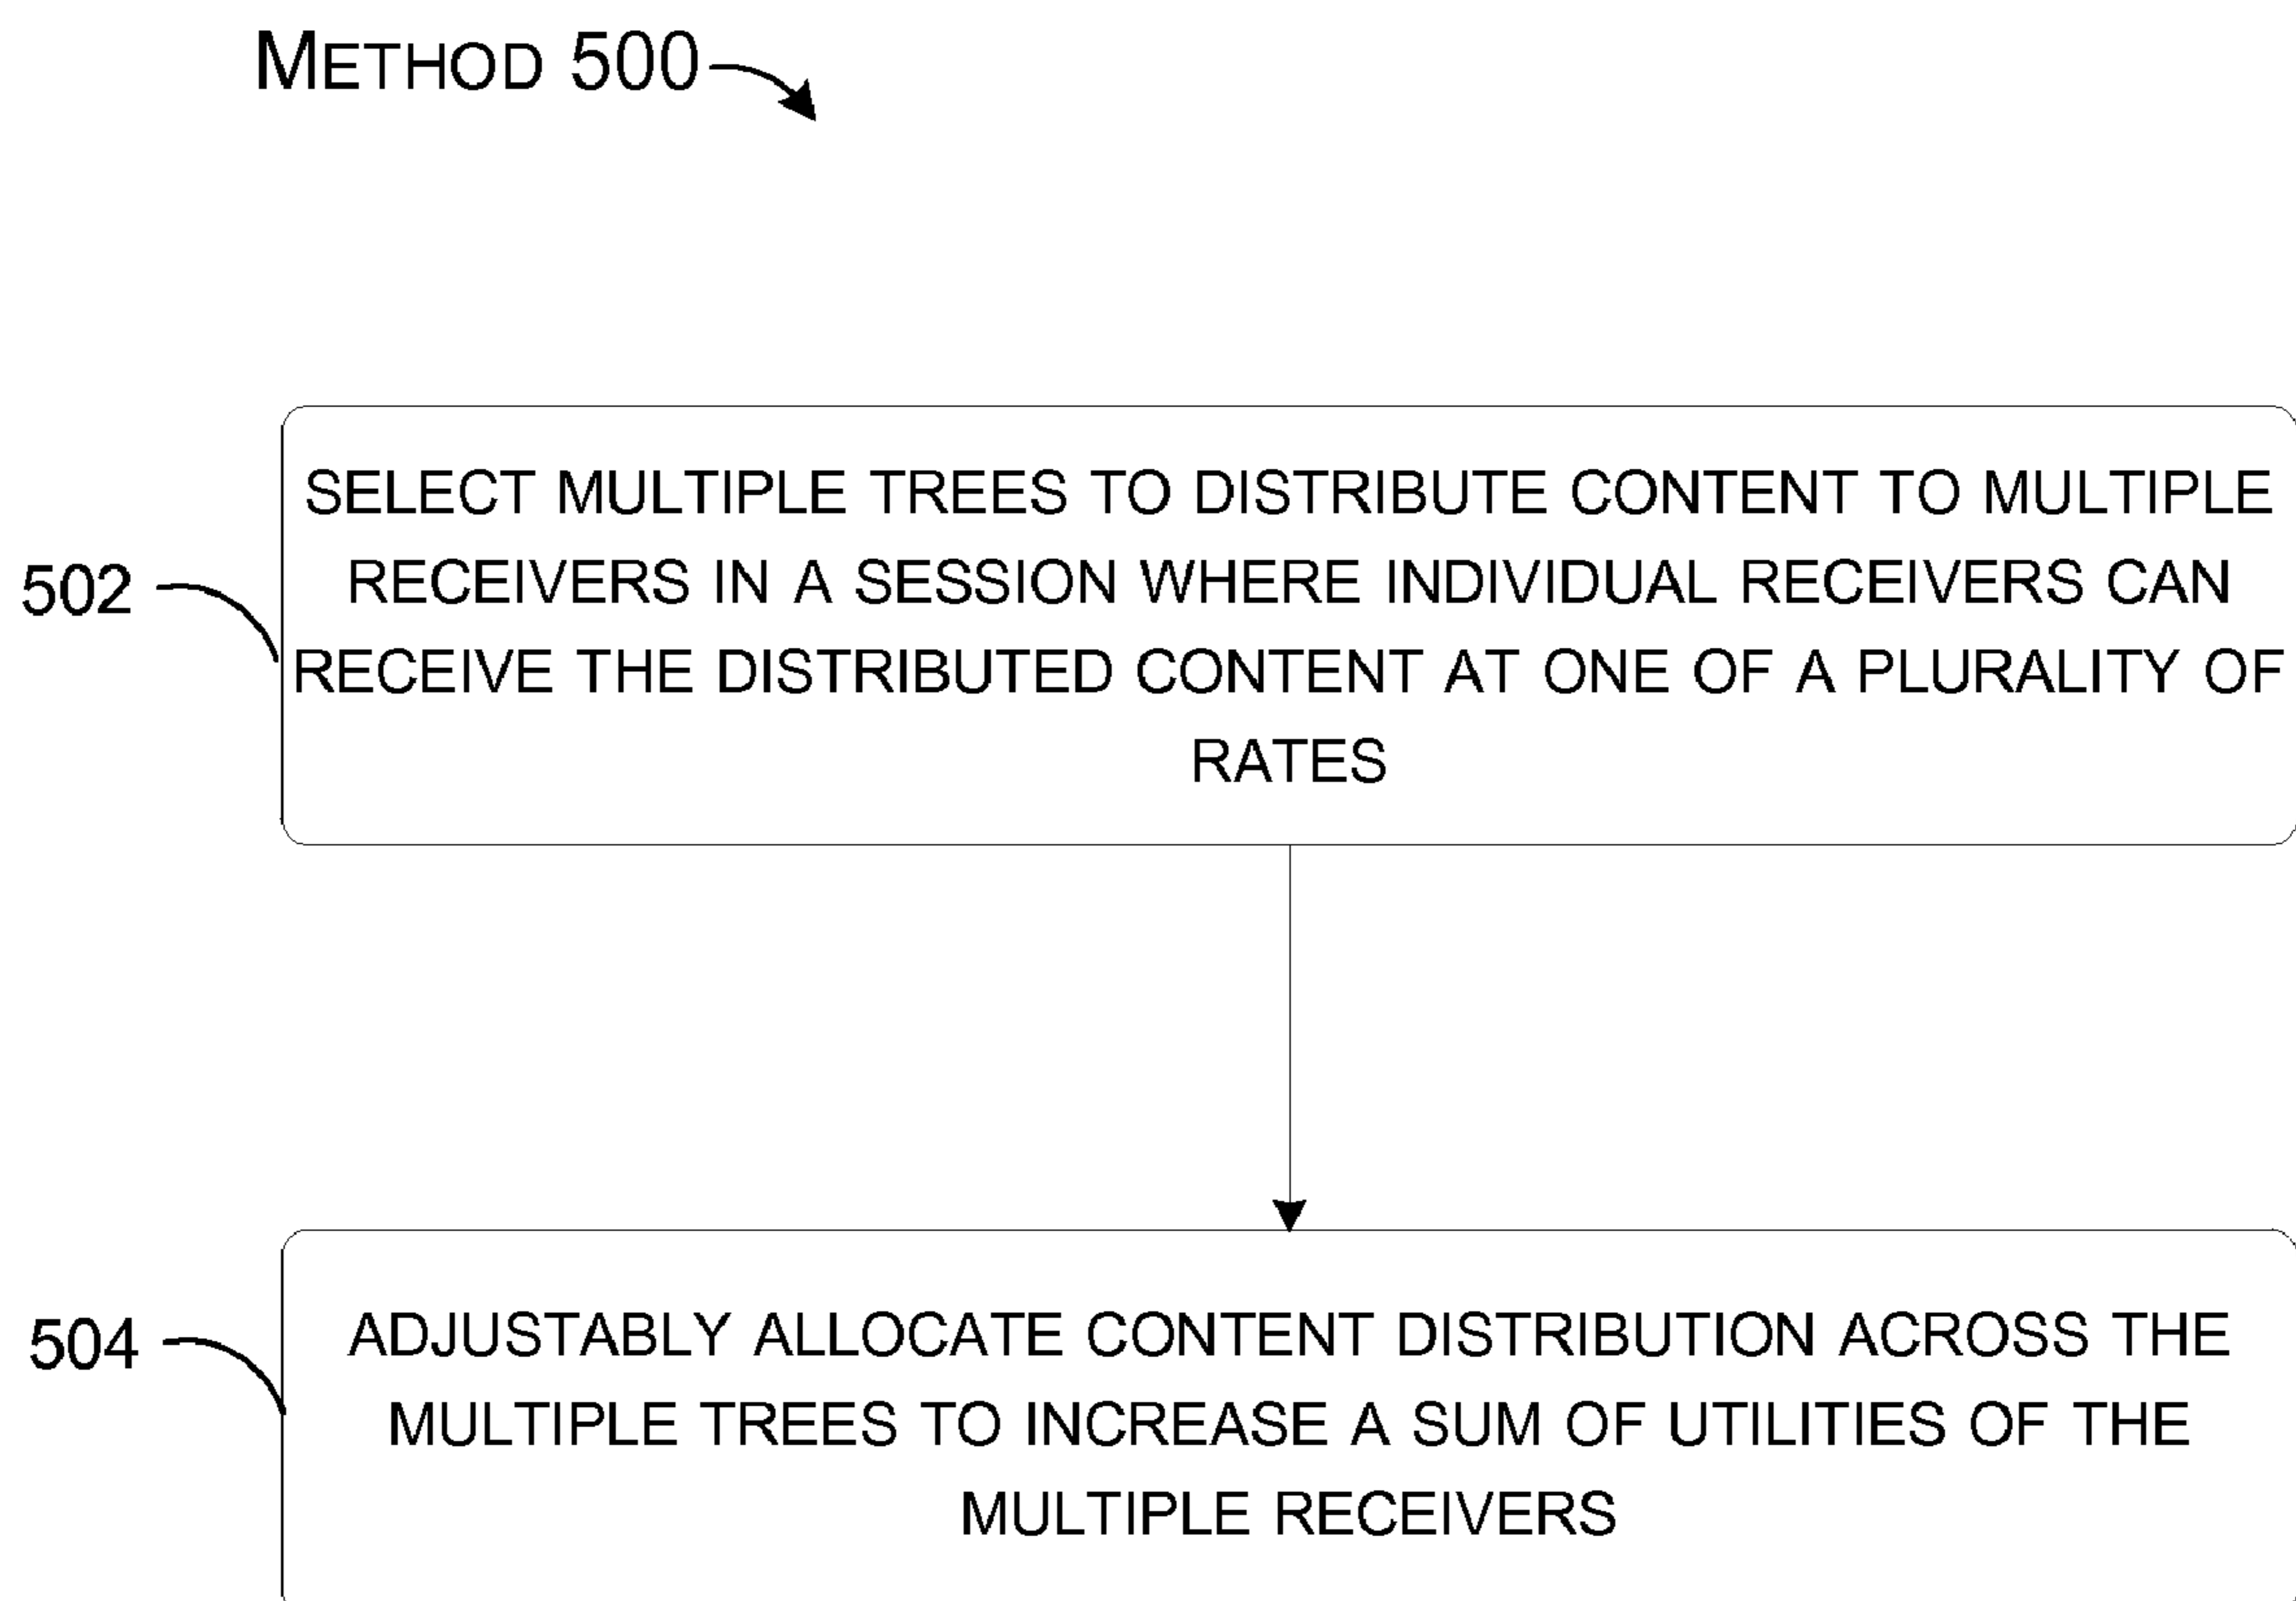 METHOD 500
SELECT MULTIPLE TREES TO DISTRIBUTE CONTENT TO MULTIPLE
RECEIVERS IN A SESSION WHERE INDIVIDUAL RECEIVERS CAN
502
RECEIVE THE DISTRIBUTED CONTENT AT ONE OF A PLURALITY OF
RATES
504
ADJUSTABLY ALLOCATE CONTENT DISTRIBUTION ACROSS THE
MULTIPLE TREES TO INCREASE A SUM OF UTILITIES OF THE
MULTIPLE RECEIVERS